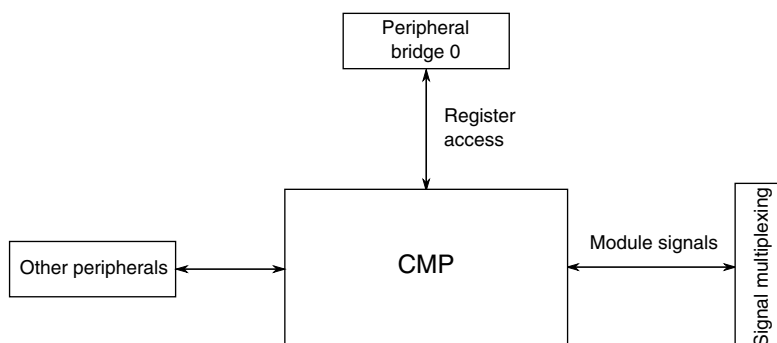 Peripheral
bridge 0
Register
access
CMP
Other peripherals
Module signals
Signal multiplexing